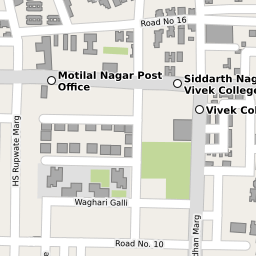 Road No 16
Motilal Nagar Post
Office
Siddarth Nag
Vivek College
Vivek Col
HS Rupwate Marg
Waghari Galli
Road No. 10
dhan Marg